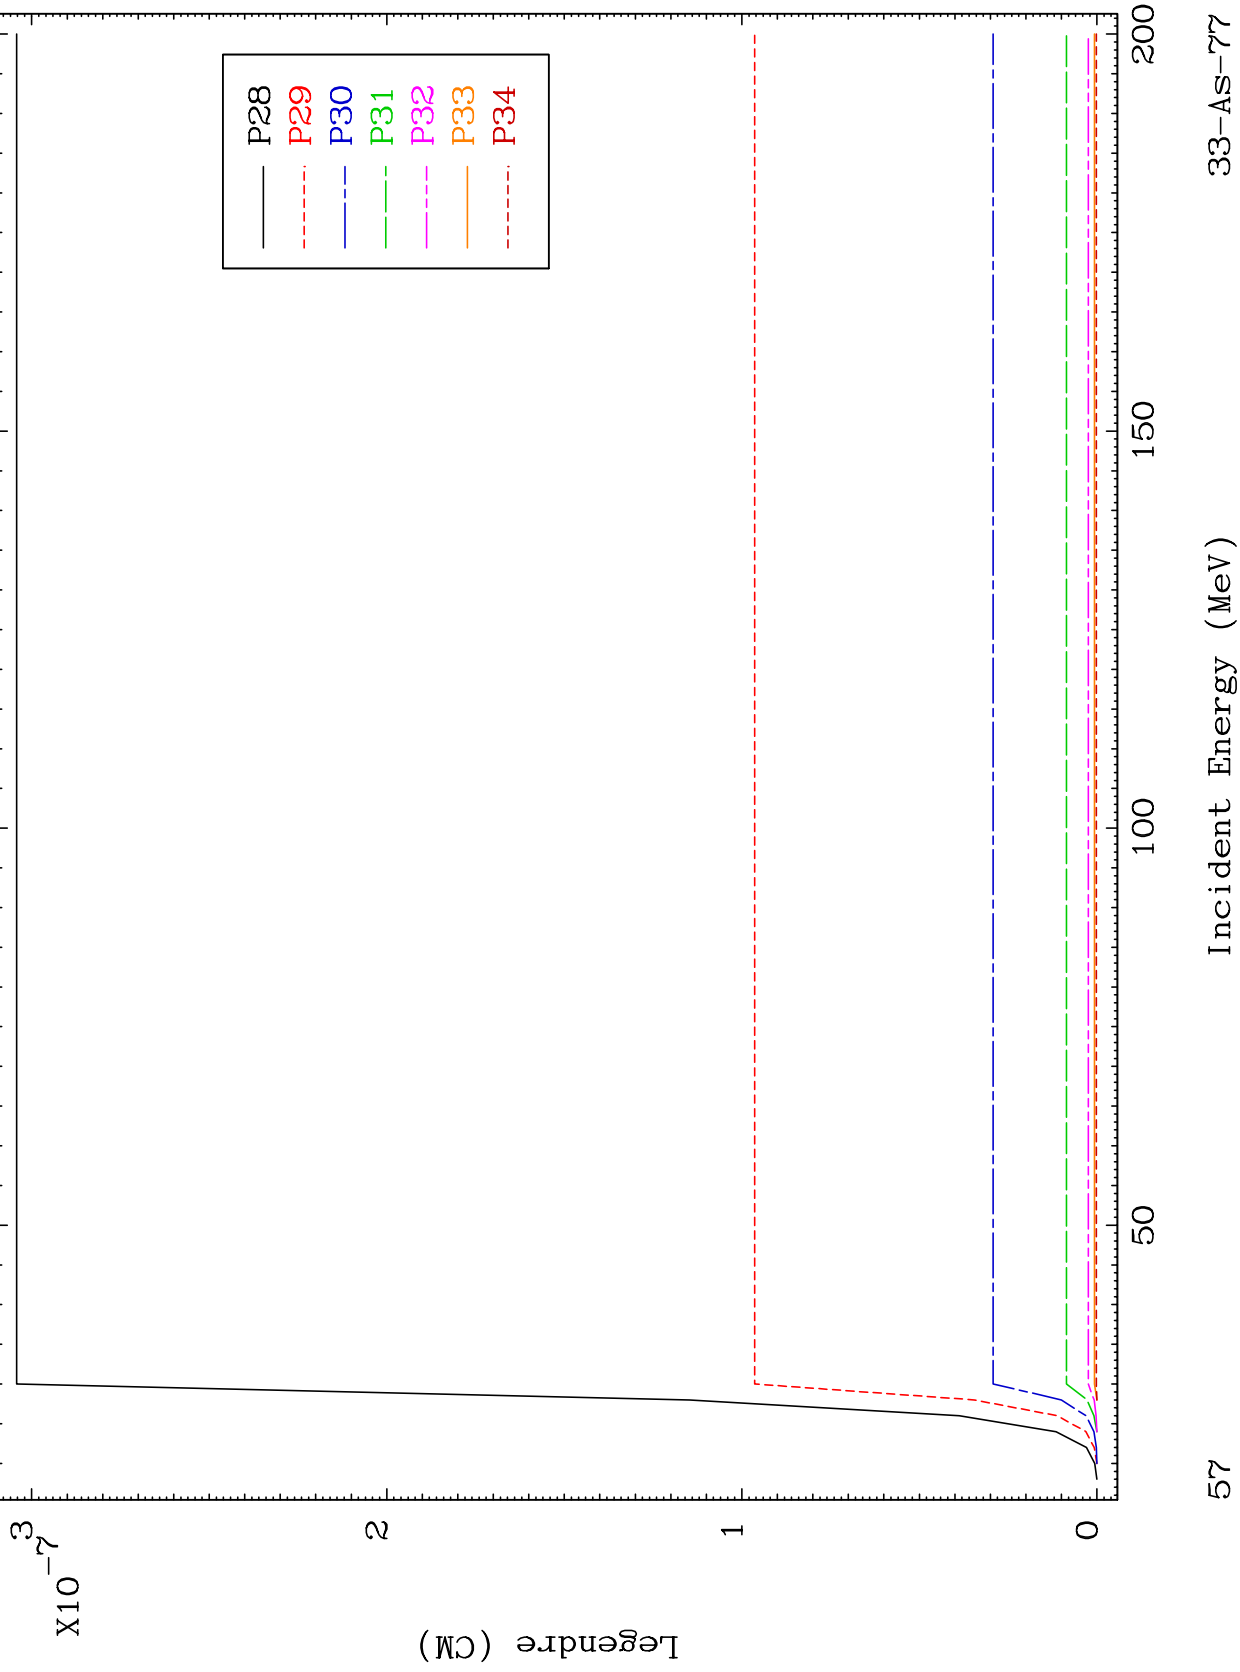 3
2
1
0
X10-7
Legendre (CM)
P28
P29
P30
P31
P32
P33
P34
50
100
150
200
Incident Energy (MeV)
57
33-As-77